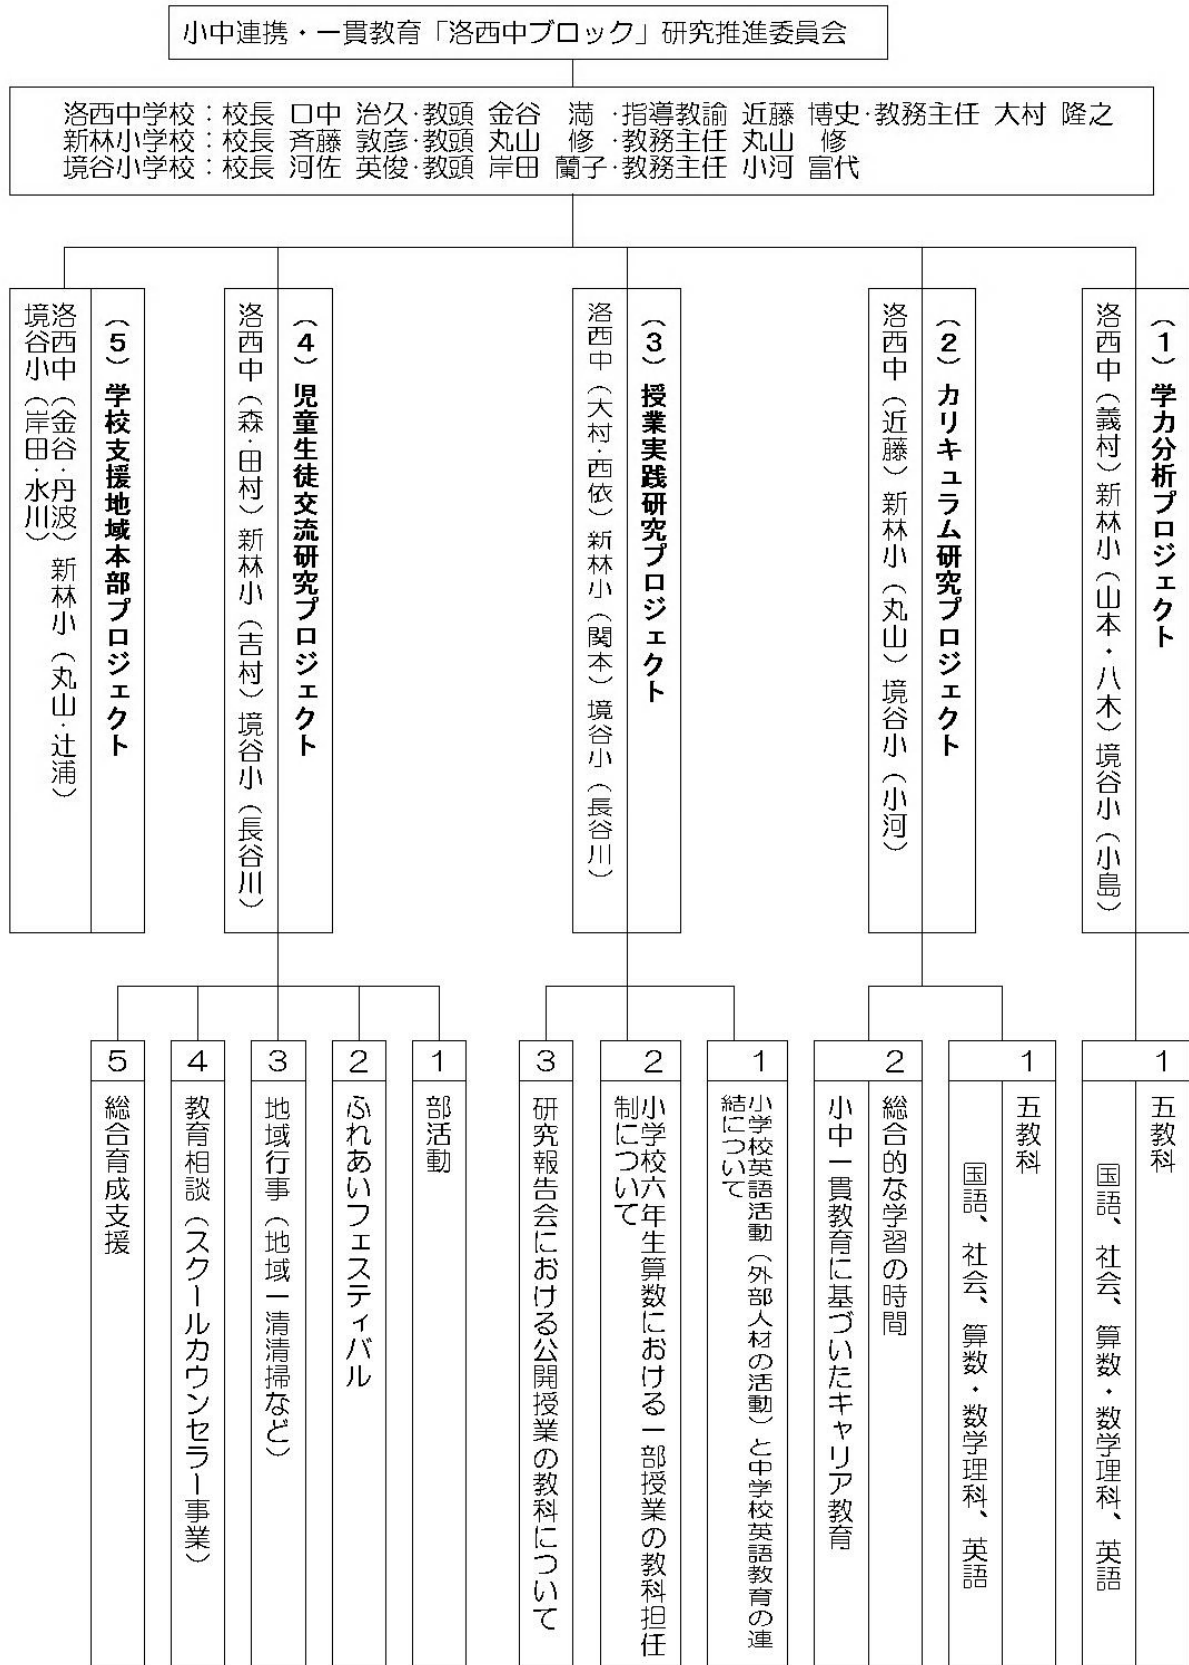 小中連携・一貫教育「洛西中ブロック」研究推進委員会
洛西中学校：校長 口中 治久・教頭 金谷 満・指導教諭 近藤 博史・教務主任 大村 隆之
新林小学校：校長 斉藤 敦彦・教頭 丸山 修・教務主任 丸山 修
境谷小学校：校長 河佐 英俊・教頭 岸田 蘭子・教務主任 小河 富代
（１）学力分析プロジェクト
洛西中（義村）新林小（山本・八木）境谷小（小島）
（２）カリキュラム研究プロジェクト
洛西中（近藤）新林小（丸山）境谷小（小河）
（３）授業実践研究プロジェクト
洛西中（大村・西依）新林小（関本）境谷小（長谷川）
（４）児童生徒交流研究プロジェクト
洛西中（森・田村）新林小（吉村）境谷小（長谷川）
（５）学校支援地域本部プロジェクト
洛西中（金谷・丹波）新林小（丸山・辻浦）
境谷小（岸田・水川）
１
五教科
国語、社会、算数・数学理科、英語
１
五教科
国語、社会、算数・数学理科、英語
２
総合的な学習の時間
小中一貫教育に基づいたキャリア教育
１
小学校英語活動（外部人材の活動）と中学校英語教育の連
結について
２
小学校六年生算数における一部授業の教科担任
制について
３
研究報告会における公開授業の教科について
１
部活動
２
ふれあいフェスティバル
３
地域行事（地域一清清掃など）
４
教育相談（スクールカウンセラー事業）
５
総合育成支援